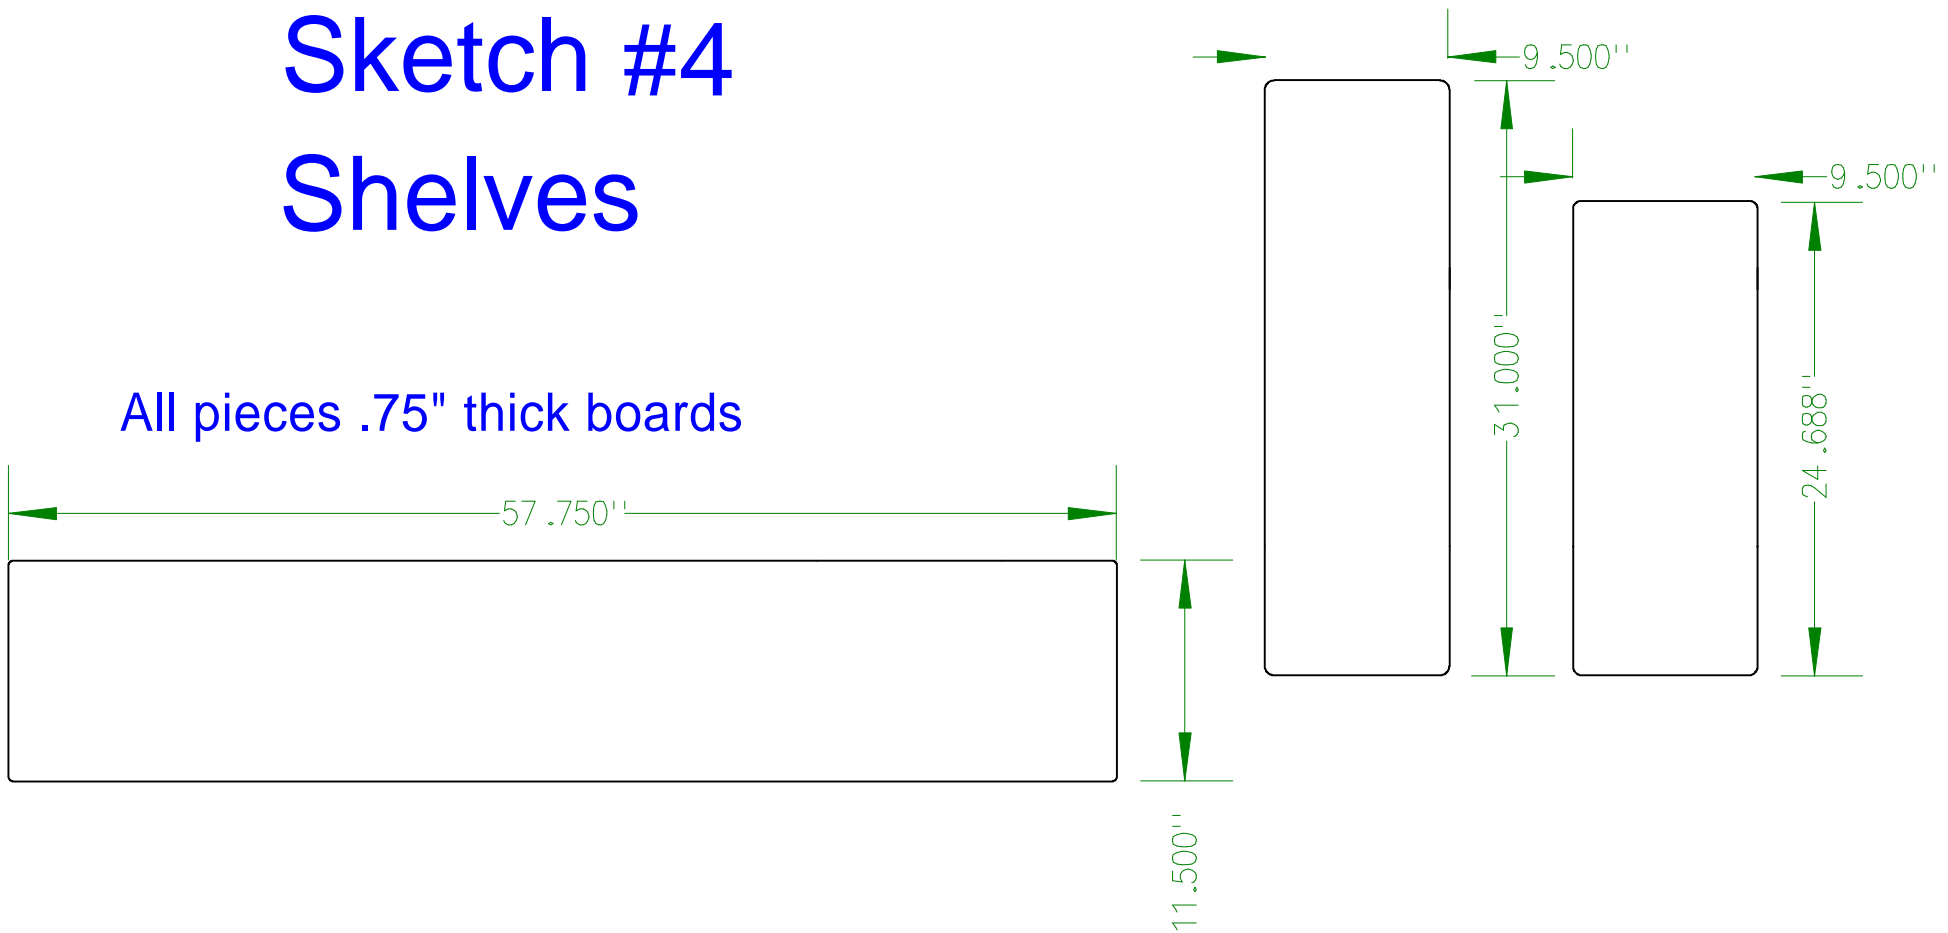 Sketch #4
Shelves
All pieces .75" thick boards
57.750''
11.500''
9.500''
31.000''
9.500''
24.688''